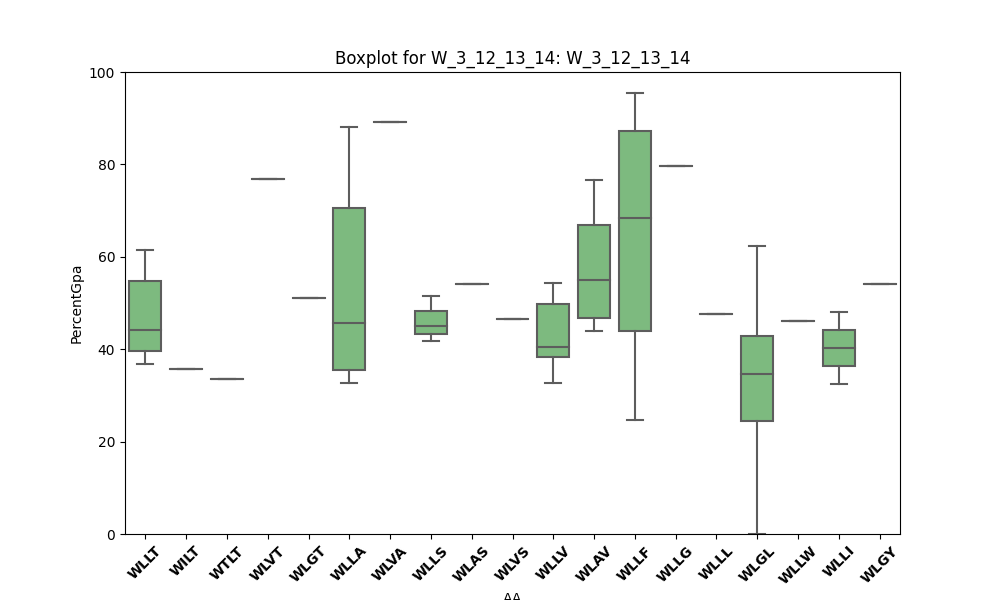 Boxplot for W_3_12_13_14: W_3_12_13_14
100
80
60
40
20
0
PercentGpa
WLLT WILT WTLT WLVT WLGT WLLA WLVA WLLS WLAS WLVS WLLV WLAV WLLF WLLG WLLL WLGL WLLW WLLI WLGY
AA